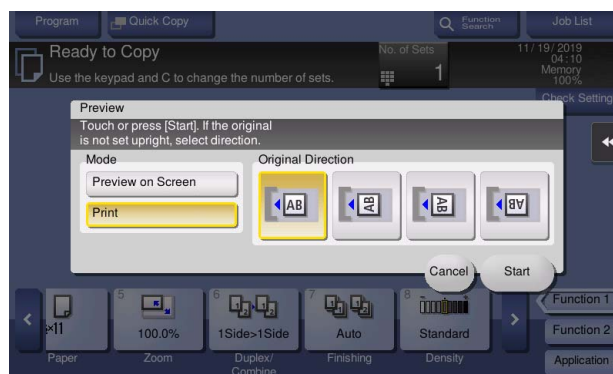 Program
Quick Copy
Function
Search
Job List
Ready to Copy
Use the keypad and C to change the number of sets.
No. of Sets
1
11/19/2019
04:10
Memory
100%
Check Setting
Preview
Touch or press [Start]. If the original
is not set upright, select direction.
Mode
Original Direction
Preview on Screen
Print
AB
AB
AB
AB
Cancel
Start
5
6
7
8
×11
100.0%
1Side>1Side
Auto
Standard
Paper
Zoom
Duplex/
Combine
Finishing
Density
Function 1
Function 2
Application